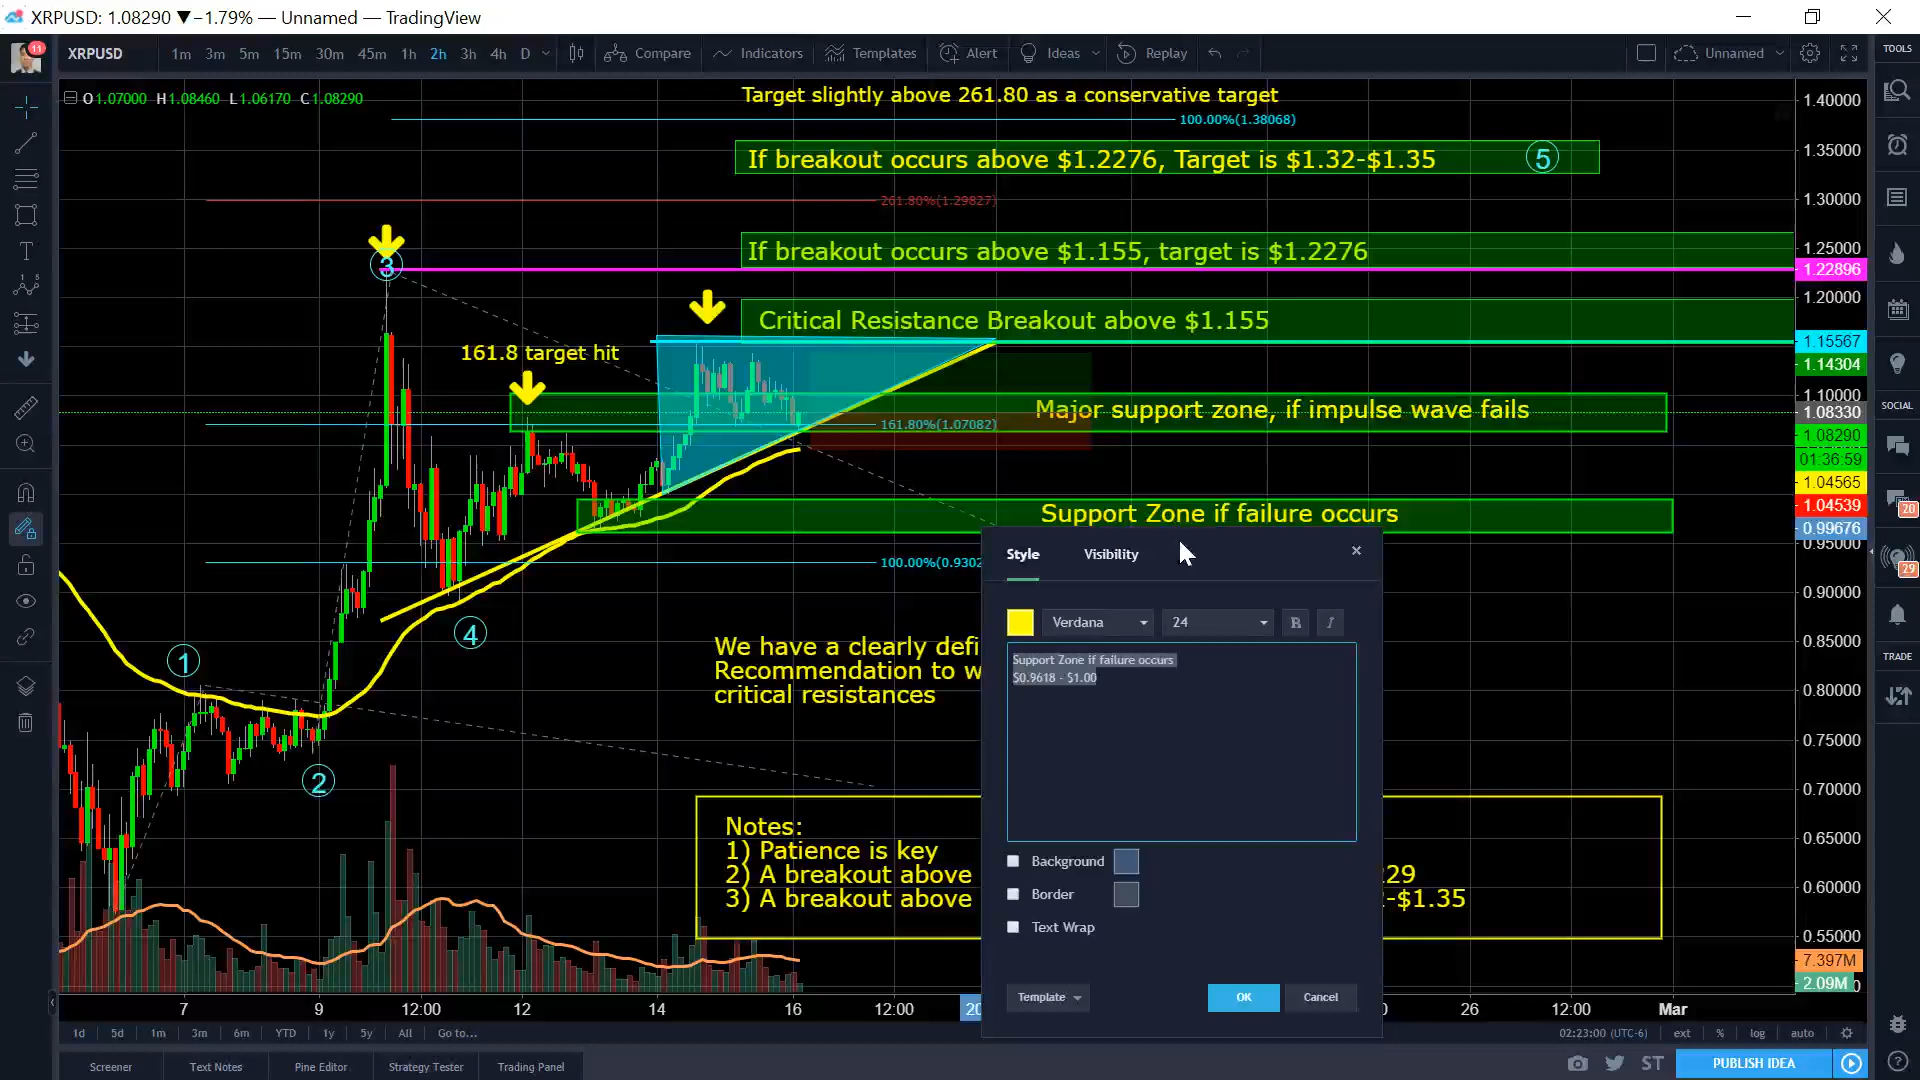 XRPUSD: 1.08290 ▼−1.79% — Unnamed — TradingView
11
XRPUSD 1m 3m 5m 15m 30m 45m 1h 2h 3h 4h D Compare Indicators Templates Alert Ideas Replay Unnamed TOOLS
O1.07000 H1.08460 L1.06170 C1.08290
Target slightly above 261.80 as a conservative target
100.00%(1.38068)
If breakout occurs above $1.2276, Target is $1.32-$1.35 5
261.80%(1.29827)
If breakout occurs above $1.155, target is $1.2276
3
Critical Resistance Breakout above $1.155
161.8 target hit
Major support zone, if impulse wave fails
161.80%(1.07082)
Support Zone if failure occurs
100.00%(0.9302
1
2
4
We have a clearly defi
Recommendation to w
critical resistances
Notes:
1) Patience is key
2) A breakout above
3) A breakout above
229
-$1.35
Style Visibility
Verdana 24 B I
Support Zone if failure occurs
$0.9618 - $1.00
Background
Border
Text Wrap
Template OK Cancel
1.40000
1.35000
1.30000
1.25000
1.22896
1.20000
1.15567
1.14304
1.10000
1.08330
1.08290
01:36:59
1.04565
1.04539
0.99676
0.95000
0.90000
0.85000
0.80000
0.75000
0.70000
0.65000
0.60000
0.55000
7.397M
2.09M
SOCIAL
20
29
TRADE
7 9 12:00 12 14 16 12:00 20 26 12:00 Mar
1d 5d 1m 3m 6m YTD 1y 5y All Go to... 02:23:00 (UTC-6) ext % log auto
Screener Text Notes Pine Editor Strategy Tester Trading Panel ST PUBLISH IDEA